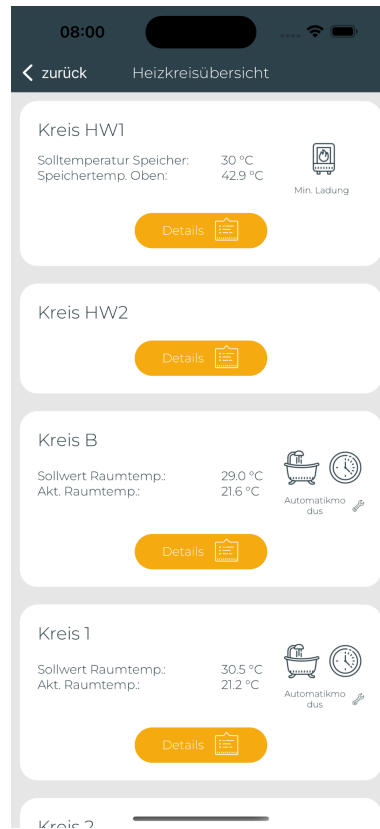 08:00
zurück Heizkreisübersicht
Kreis HW1
Solltemperatur Speicher: 30 °C
Speichertemp. Oben: 42.9 °C
Min. Ladung
Details
Kreis HW2
Details
Kreis B
Sollwert Raumtemp.: 29.0 °C
Akt. Raumtemp.: 21.6 °C
Automatikmo
dus
Details
Kreis 1
Sollwert Raumtemp.: 30.5 °C
Akt. Raumtemp.: 21.2 °C
Automatikmo
dus
Details
Kreis 2